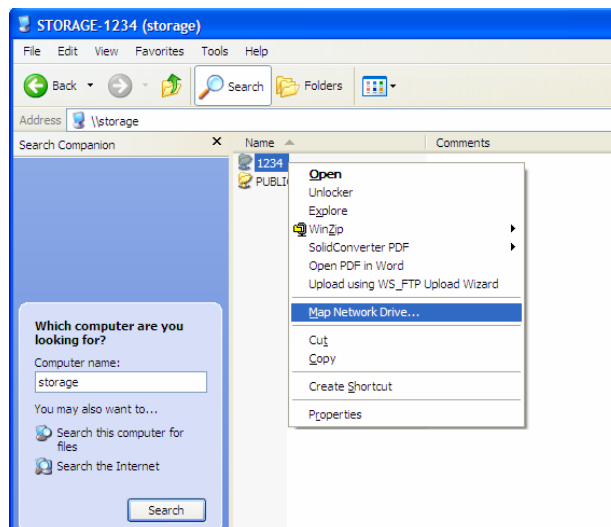 STORAGE-1234 (storage)
File Edit View Favorites Tools Help
Back Search Folders
Address \\storage
Search Companion X Name Comments
1234
PUBLI
Open
Unlocker
Explore
WinZip
SolidConverter PDF
Open PDF in Word
Upload using WS_FTP Upload Wizard
Map Network Drive...
Cut
Copy
Create Shortcut
Properties
Which computer are you
looking for?
Computer name:
storage
You may also want to...
Search this computer for
files
Search the Internet
Search